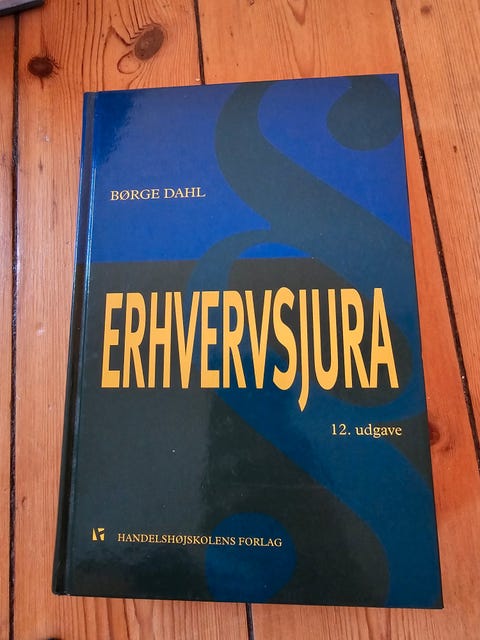 BØRGE DAHL
ERHVERVSJURA
12. udgave
HANDELSHØJSKOLENS FORLAG